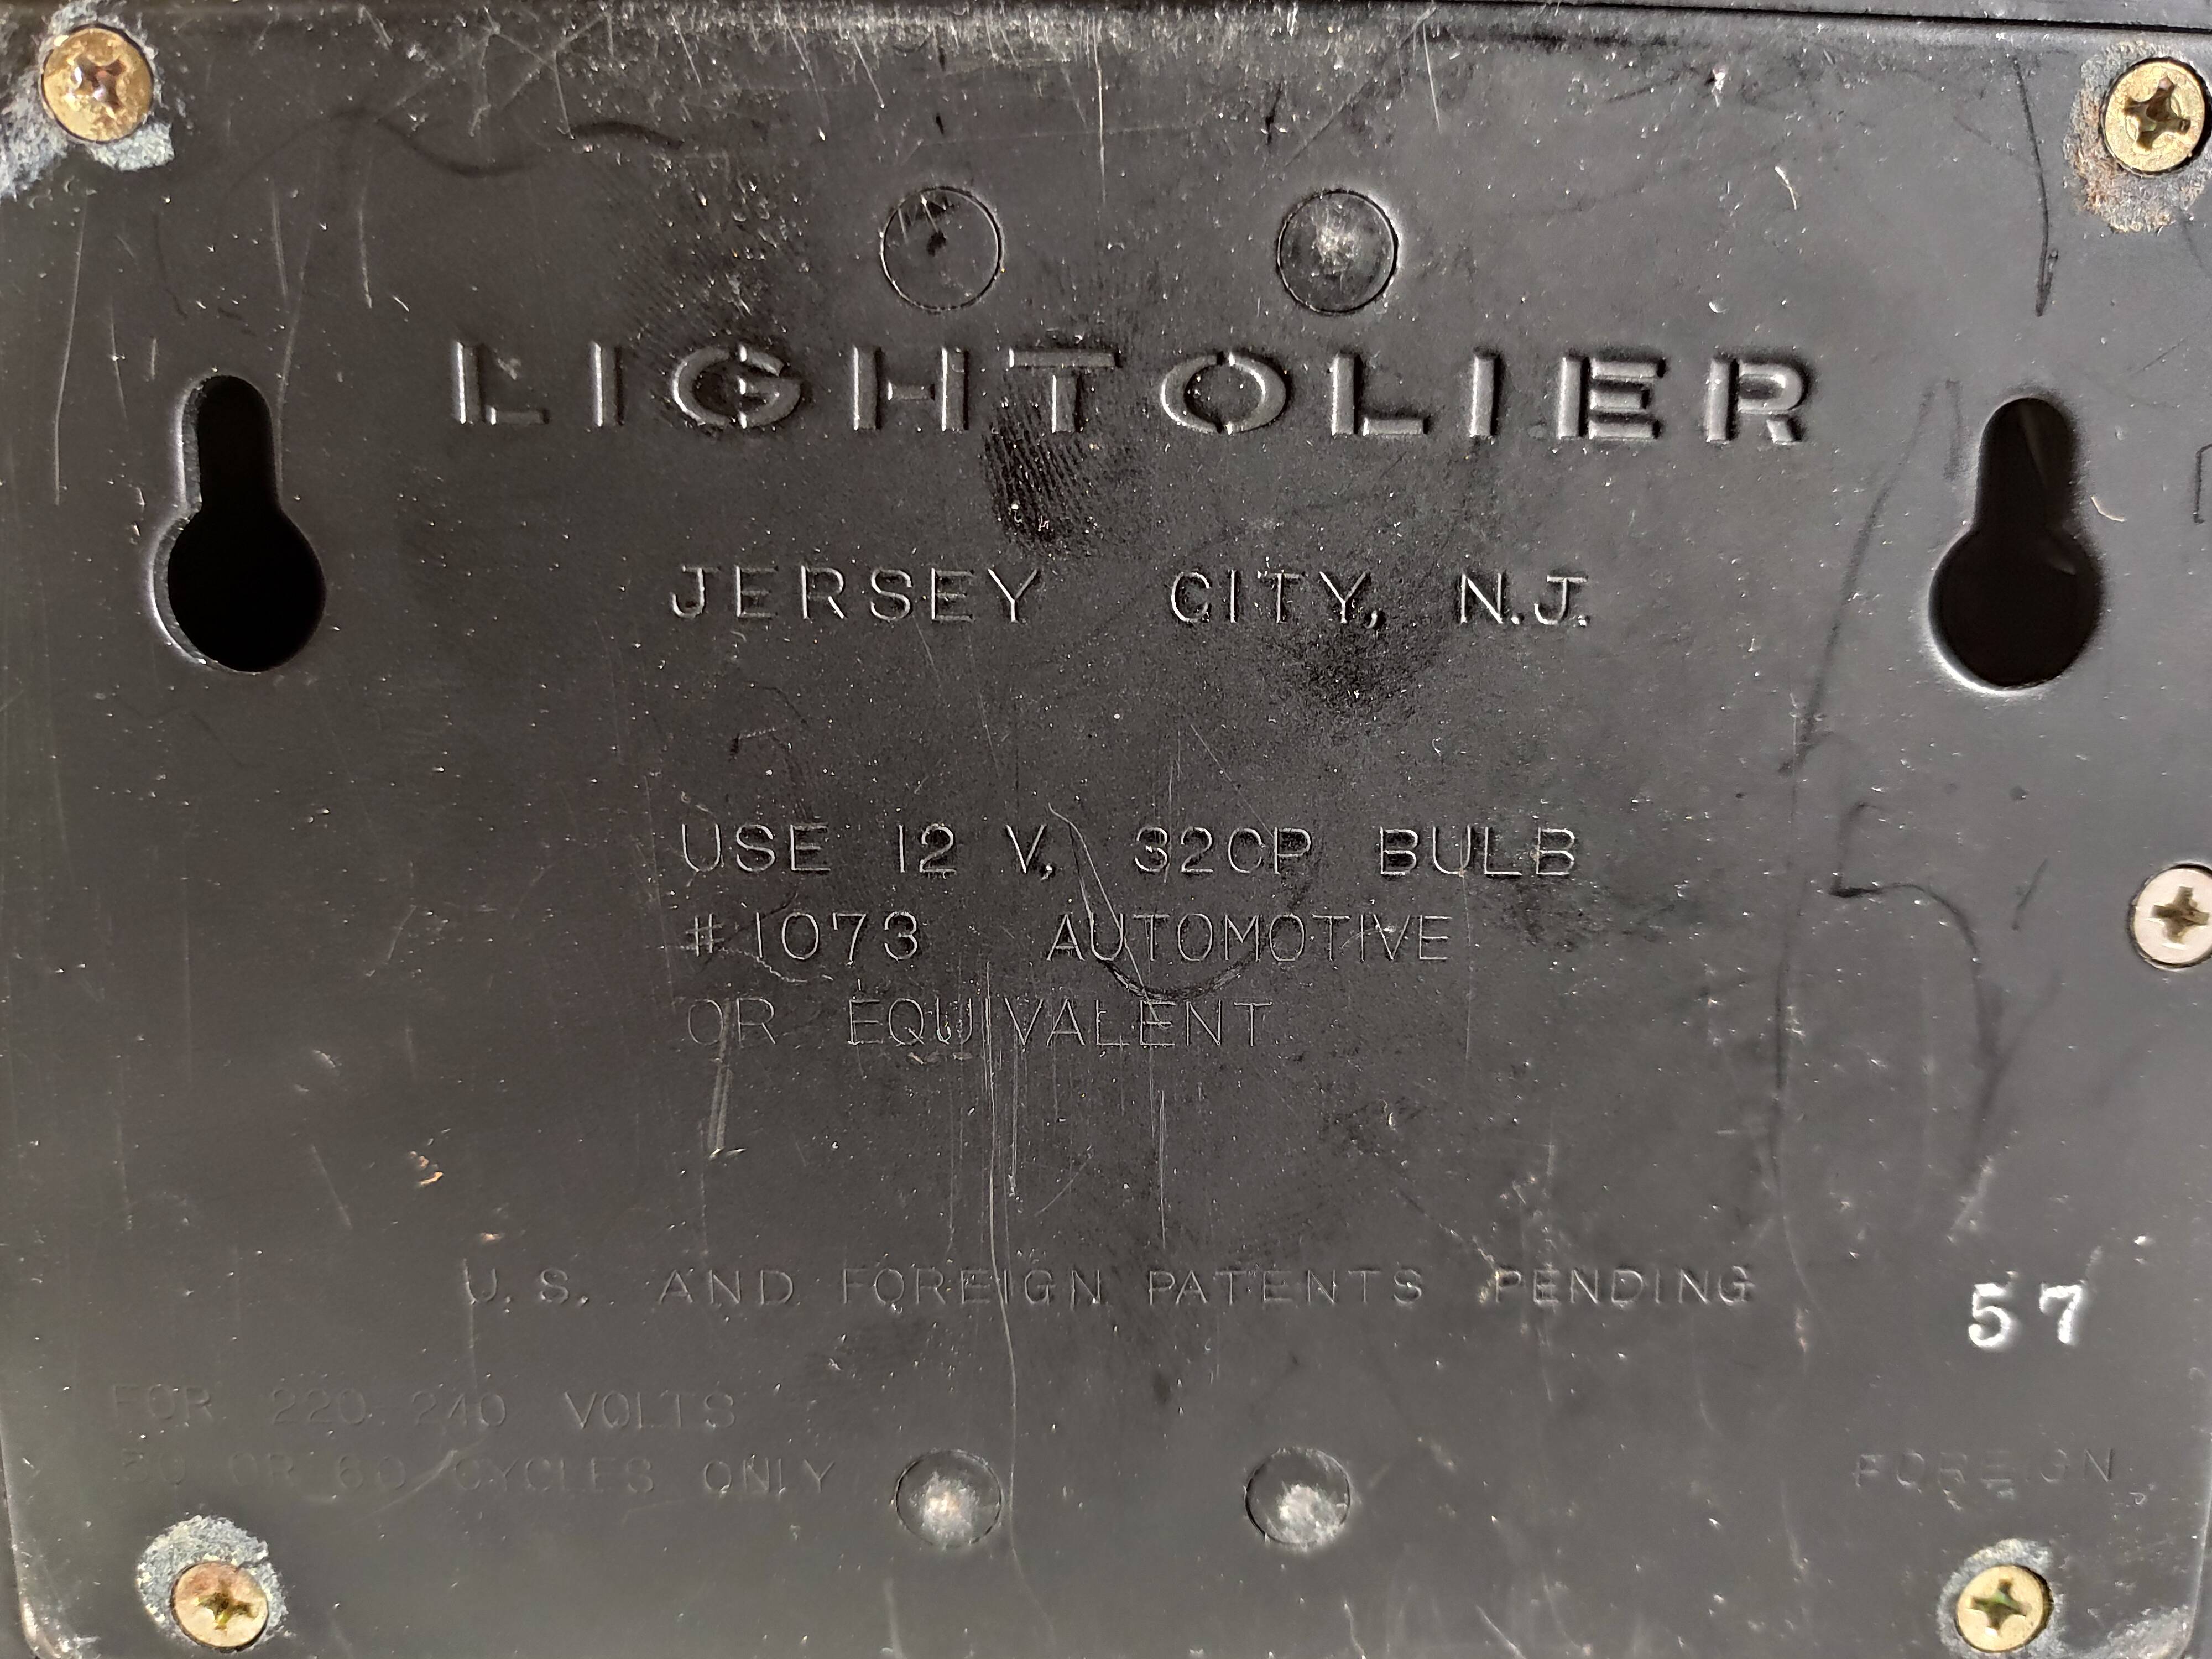 LIGHTOLIER
JERSEY CITY, N.J.
USE 12 V, 32CP BULB
#1073 AUTOMOTIVE
OR EQUIVALENT
U.S. AND FOREIGN PATENTS PENDING
57
FOR 220 240 VOLTS
50 OR 60 CYCLES ONLY
FOREIGN